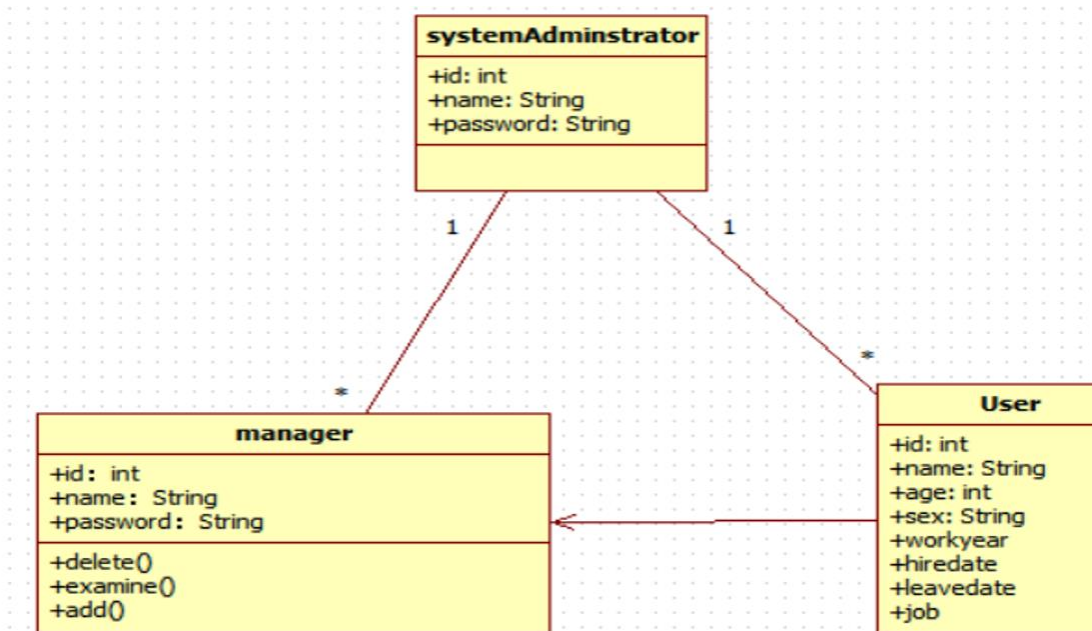 systemAdminstrator
+id: int
+name: String
+password: String
1
1
*
*
manager
+id: int
+name: String
+password: String
+delete()
+examine()
+add()
User
+id: int
+name: String
+age: int
+sex: String
+workyear
+hiredate
+leavedate
+job